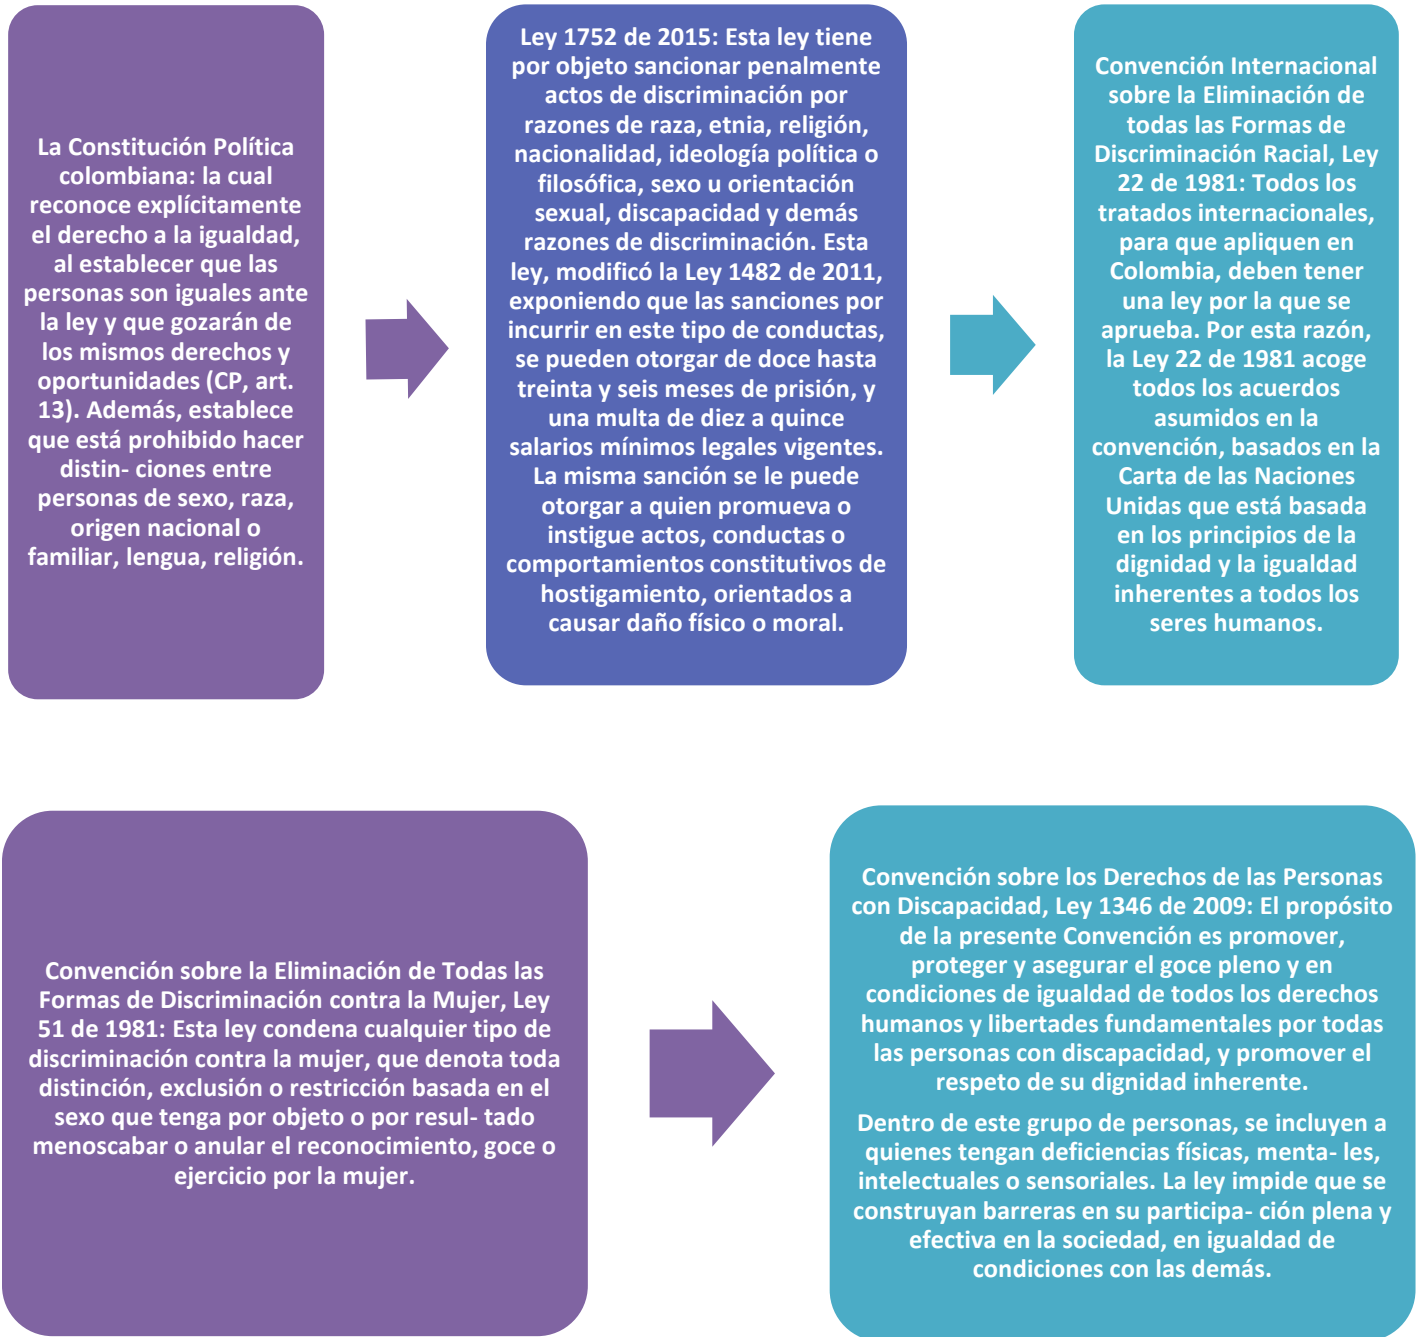 La Constitución Política
colombiana: la cual
reconoce explícitamente
el derecho a la igualdad,
al establecer que las
personas son iguales ante
la ley y que gozarán de
los mismos derechos y
oportunidades (CP, art.
13). Además, establece
que está prohibido hacer
distin- ciones entre
personas de sexo, raza,
origen nacional o
familiar, lengua, religión.
Ley 1752 de 2015: Esta ley tiene
por objeto sancionar penalmente
actos de discriminación por
razones de raza, etnia, religión,
nacionalidad, ideología política o
filosófica, sexo u orientación
sexual, discapacidad y demás
razones de discriminación. Esta
ley, modificó la Ley 1482 de 2011,
exponiendo que las sanciones por
incurrir en este tipo de conductas,
se pueden otorgar de doce hasta
treinta y seis meses de prisión, y
una multa de diez a quince
salarios mínimos legales vigentes.
La misma sanción se le puede
otorgar a quien promueva o
instigue actos, conductas o
comportamientos constitutivos de
hostigamiento, orientados a
causar daño físico o moral.
Convención Internacional
sobre la Eliminación de
todas las Formas de
Discriminación Racial, Ley
22 de 1981: Todos los
tratados internacionales,
para que apliquen en
Colombia, deben tener
una ley por la que se
aprueba. Por esta razón,
la Ley 22 de 1981 acoge
todos los acuerdos
asumidos en la
convención, basados en la
Carta de las Naciones
Unidas que está basada
en los principios de la
dignidad y la igualdad
inherentes a todos los
seres humanos.
Convención sobre la Eliminación de Todas las
Formas de Discriminación contra la Mujer, Ley
51 de 1981: Esta ley condena cualquier tipo de
discriminación contra la mujer, que denota toda
distinción, exclusión o restricción basada en el
sexo que tenga por objeto o por resul- tado
menoscabar o anular el reconocimiento, goce o
ejercicio por la mujer.
Convención sobre los Derechos de las Personas
con Discapacidad, Ley 1346 de 2009: El propósito
de la presente Convención es promover,
proteger y asegurar el goce pleno y en
condiciones de igualdad de todos los derechos
humanos y libertades fundamentales por todas
las personas con discapacidad, y promover el
respeto de su dignidad inherente.
Dentro de este grupo de personas, se incluyen a
quienes tengan deficiencias físicas, menta- les,
intelectuales o sensoriales. La ley impide que se
construyan barreras en su participa- ción plena y
efectiva en la sociedad, en igualdad de
condiciones con las demás.